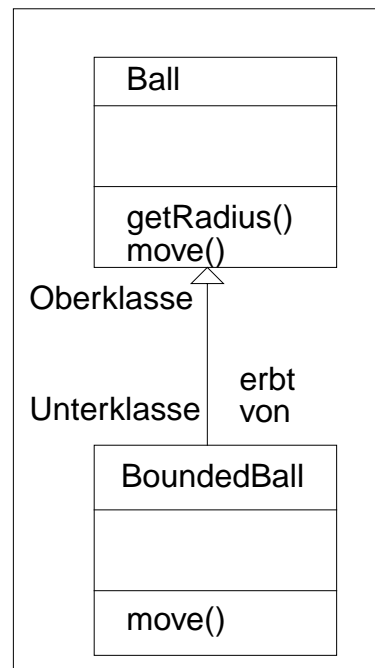 Ball
getRadius()
move()
Oberklasse
erbt
Unterklasse von
BoundedBall
move()